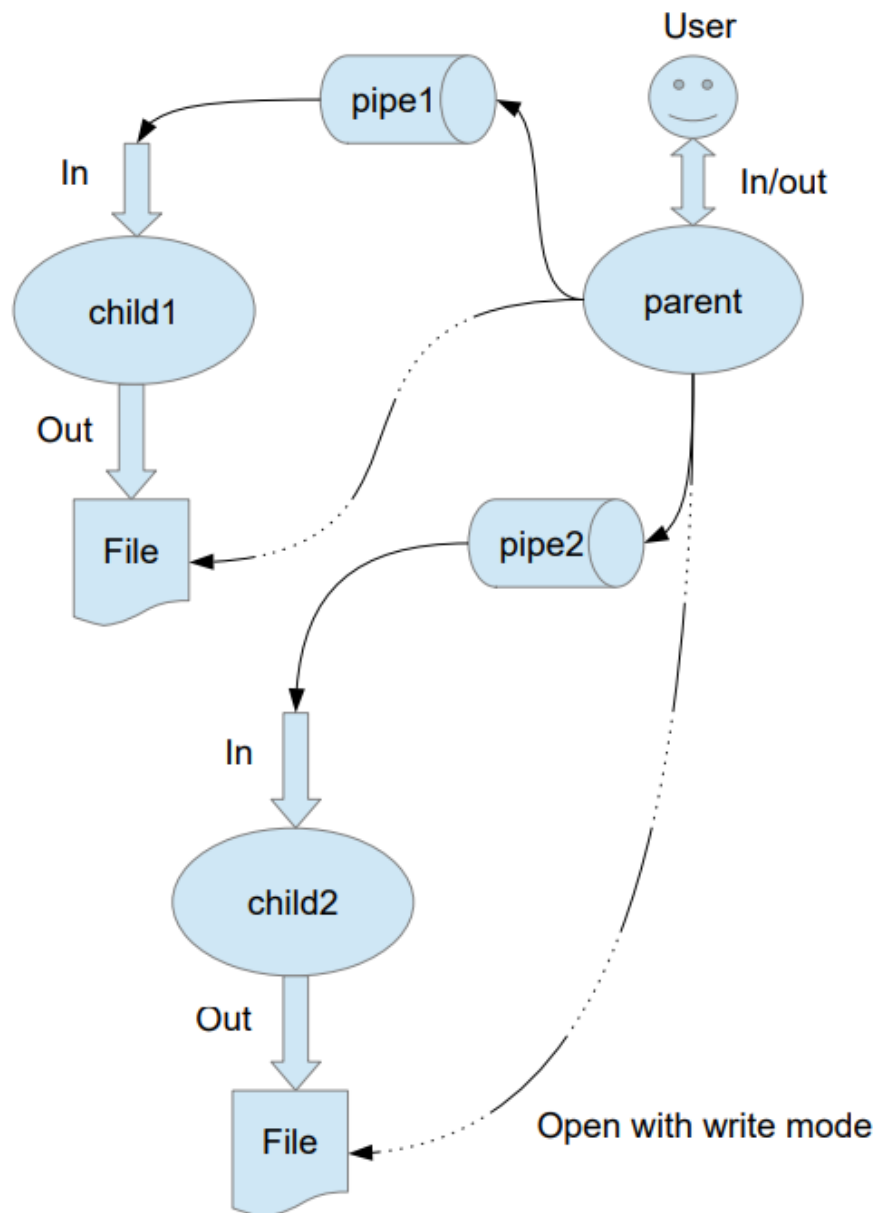 User
pipe1
In
In/out
child1
parent
Out
File
pipe2
In
child2
Out
File
Open with write mode